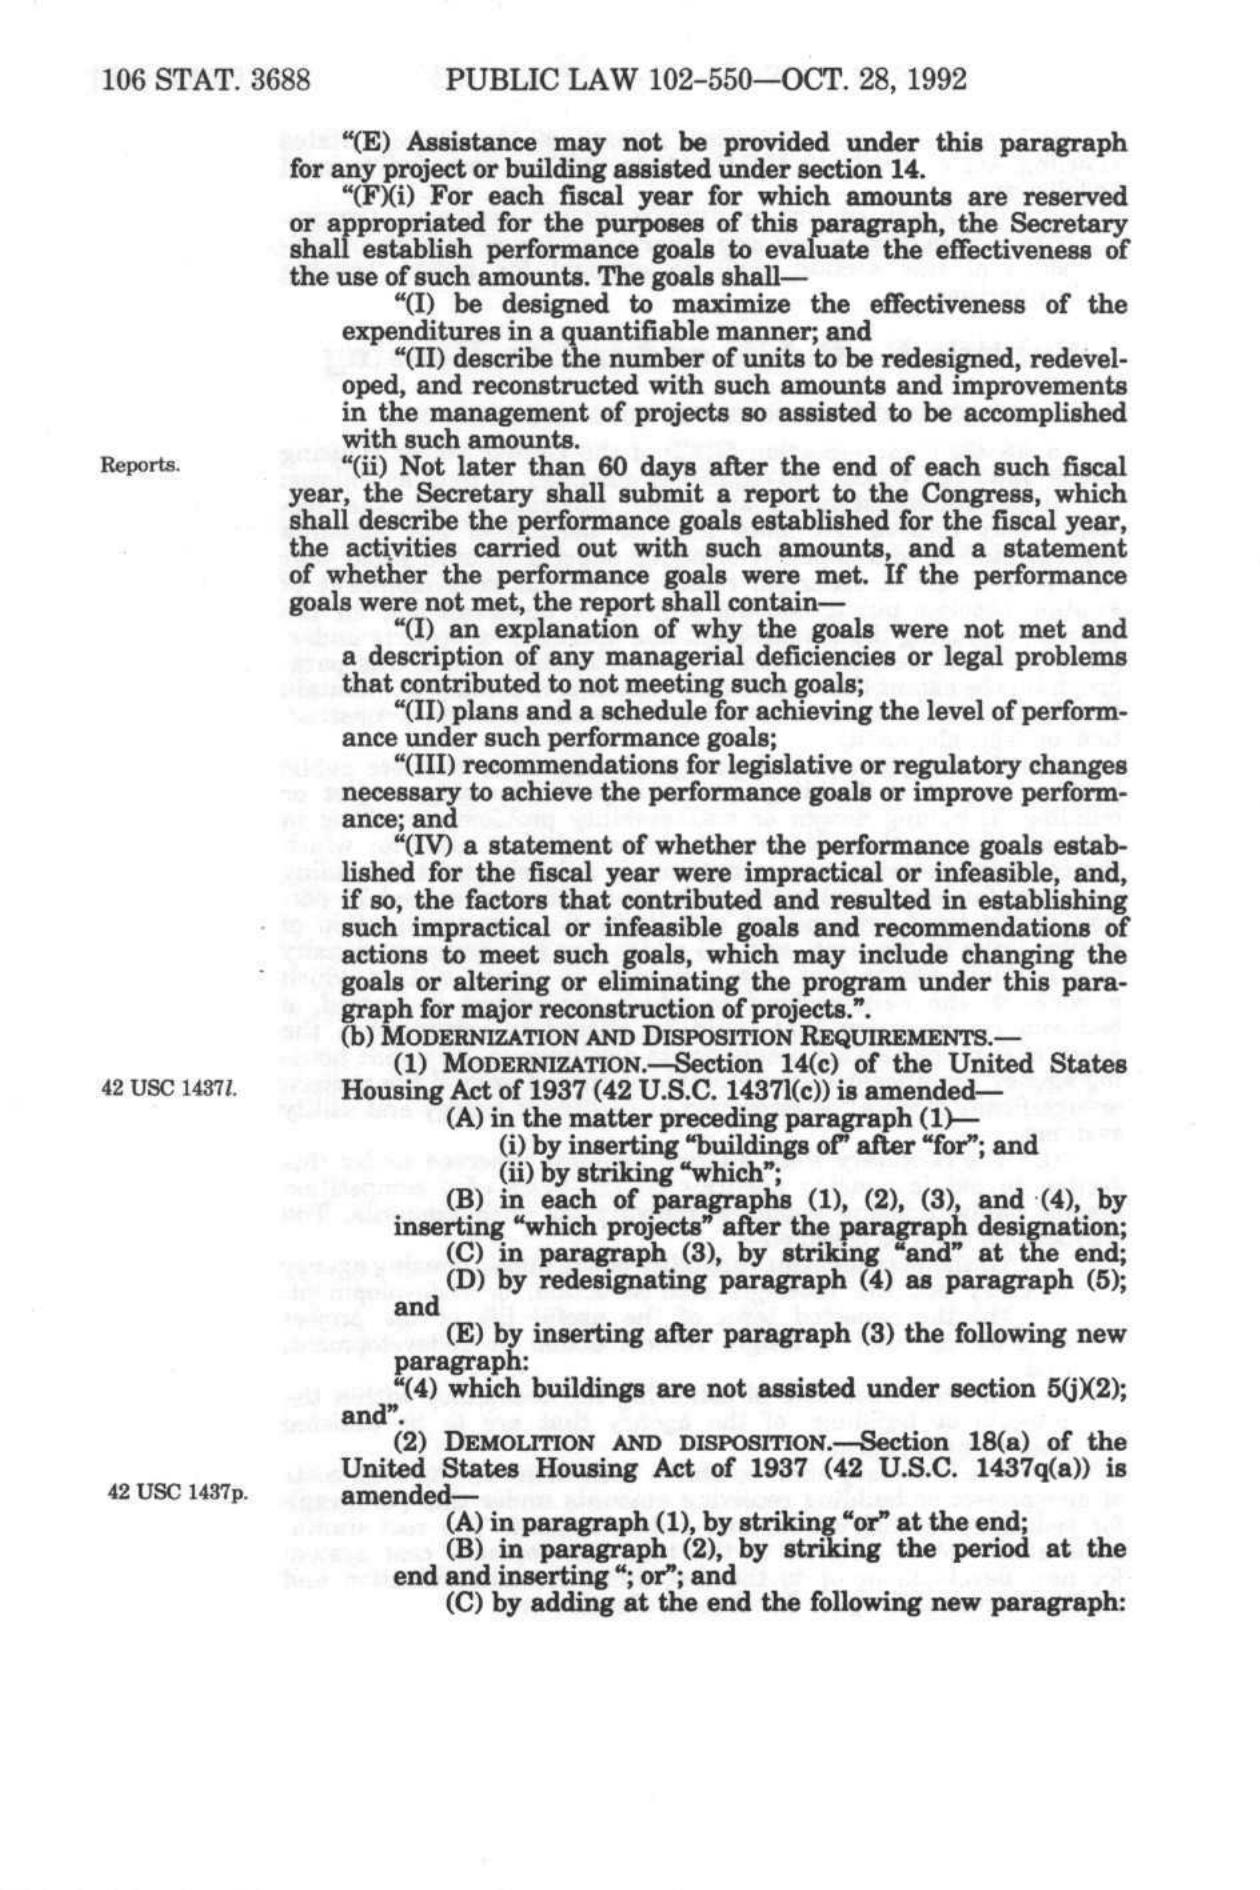 106 STAT. 3688 PUBLIC LAW 102-550—OCT. 28, 1992
“(E) Assistance may not be provided under this paragraph
for any project or building assisted under section 14.
“(F)(i) For each fiscal year for which amounts are reserved
or appropriated for the purposes of this paragraph, the Secretary
shall establish performance goals to evaluate the effectiveness of
the use of such amounts. The goals shall—
“(I) be designed to maximize the effectiveness of the
expenditures in a quantifiable manner; and
“(II) describe the number of units to be redesigned, redevel-
oped, and reconstructed with such amounts and improvements
in the management of projects so assisted to be accomplished
with such amounts.
Reports.
“(ii) Not later than 60 days after the end of each such fiscal
year, the Secretary shall submit a report to the Congress, which
shall describe the performance goals established for the fiscal year,
the activities carried out with such amounts, and a statement
of whether the performance goals were met. If the performance
goals were not met, the report shall contain—
“(I) an explanation of why the goals were not met and
a description of any managerial deficiencies or legal problems
that contributed to not meeting such goals;
“(II) plans and a schedule for achieving the level of perform-
ance under such performance goals;
“(III) recommendations for legislative or regulatory changes
necessary to achieve the performance goals or improve perform-
ance; and
“(IV) a statement of whether the performance goals estab-
lished for the fiscal year were impractical or infeasible, and,
if so, the factors that contributed and resulted in establishing
such impractical or infeasible goals and recommendations of
actions to meet such goals, which may include changing the
goals or altering or eliminating the program under this para-
graph for major reconstruction of projects.”.
(b) MODERNIZATION AND DISPOSITION REQUIREMENTS.—
(1) MODERNIZATION.—Section 14(c) of the United States
42 USC 1437l.
Housing Act of 1937 (42 U.S.C. 1437l(c)) is amended—
(A) in the matter preceding paragraph (1)—
(i) by inserting “buildings of” after “for”; and
(ii) by striking “which”;
(B) in each of paragraphs (1), (2), (3), and (4), by
inserting “which projects” after the paragraph designation;
(C) in paragraph (3), by striking “and” at the end;
(D) by redesignating paragraph (4) as paragraph (5);
and
(E) by inserting after paragraph (3) the following new
paragraph:
“(4) which buildings are not assisted under section 5(j)(2);
and”.
(2) DEMOLITION AND DISPOSITION.—Section 18(a) of the
United States Housing Act of 1937 (42 U.S.C. 1437q(a)) is
42 USC 1437p.
amended—
(A) in paragraph (1), by striking “or” at the end;
(B) in paragraph (2), by striking the period at the
end and inserting “; or”; and
(C) by adding at the end the following new paragraph: